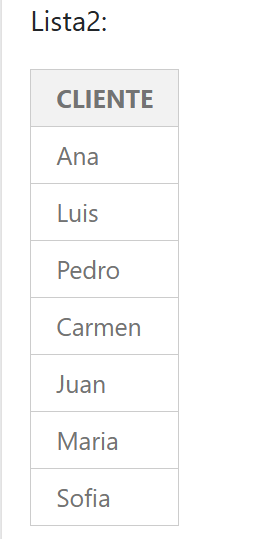 Lista2:
CLIENTE
Ana
Luis
Pedro
Carmen
Juan
Maria
Sofia